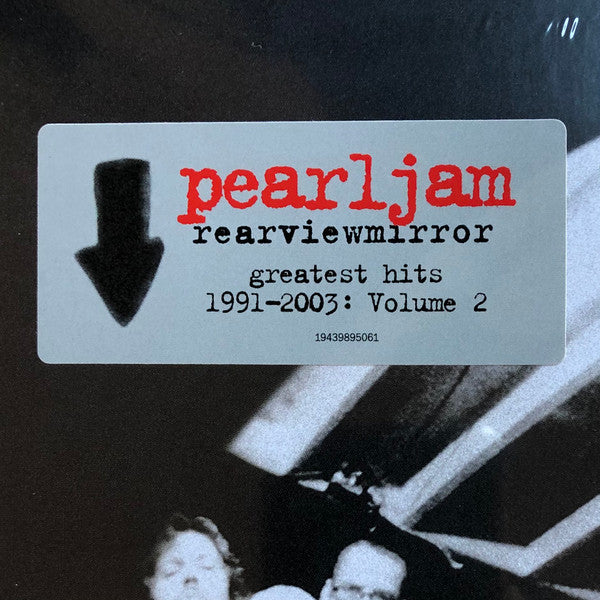 pearljam
rearviewmirror
greatest hits
1991-2003: Volume 2
19439895061